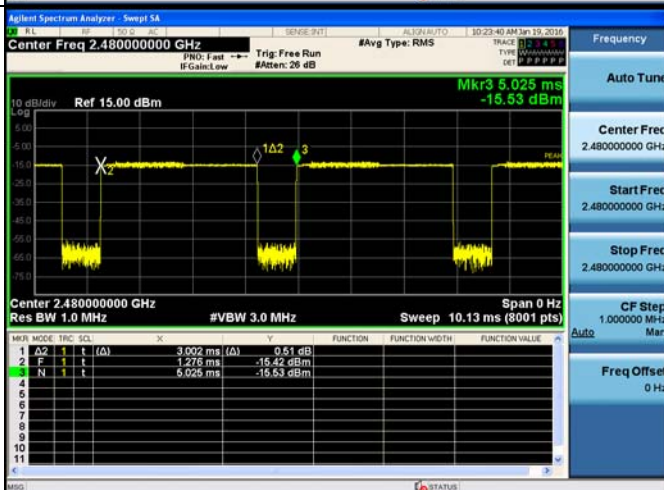 Agilent Spectrum Analyzer - Swept SA
RL RF 50 Ω AC SENSE:INT ALIGN AUTO 10:23:40 AM Jan 19, 2016
Center Freq 2.480000000 GHz #Avg Type: RMS TRACE 1 2 3 4 5 6
PNO: Fast Trig: Free Run TYPE
IFGain:Low #Atten: 26 dB DET P P P P P P
Mkr3 5.025 ms
-15.53 dBm
10 dB/div Ref 15.00 dBm
Log
5.00
-5.00
-15.0
-25.0
-35.0
-45.0
-55.0
-65.0
-75.0
X2
1Δ2
3
PEAK
Center 2.480000000 GHz Span 0 Hz
Res BW 1.0 MHz #VBW 3.0 MHz Sweep 10.13 ms (8001 pts)
MKR MODE TRC SCL X Y FUNCTION FUNCTION WIDTH FUNCTION VALUE
1 Δ2 1 t (Δ) 3.002 ms (Δ) 0.51 dB
2 F 1 t 1.276 ms -15.42 dBm
3 N 1 t 5.025 ms -15.53 dBm
4
5
6
7
8
9
10
11
MSG STATUS
Frequency
Auto Tune
Center Freq
2.480000000 GHz
Start Freq
2.480000000 GHz
Stop Freq
2.480000000 GHz
CF Step
1.000000 MHz
Auto Man
Freq Offset
0 Hz